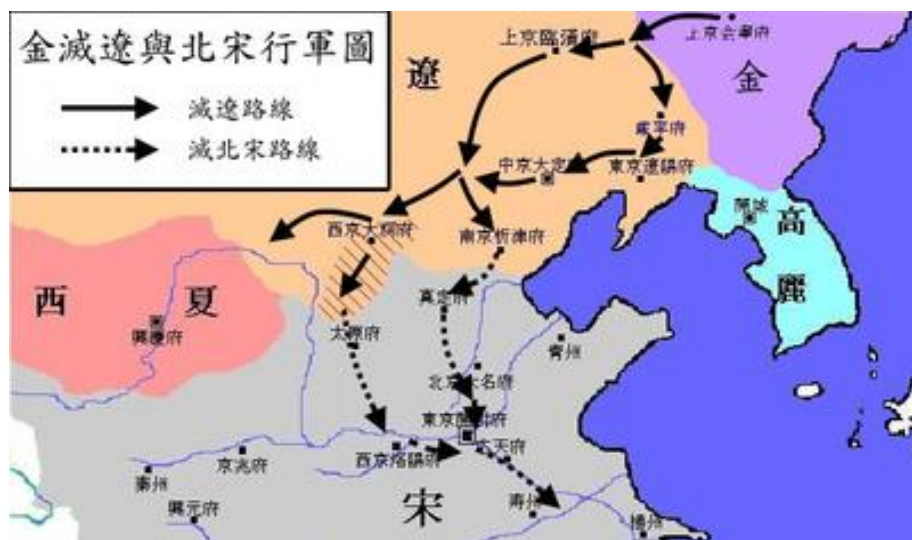 金滅遼與北宋行軍圖
滅遼路線
滅北宋路線
上京臨潢府
上京会寧府
遼
金
咸平府
中京大定府
東京遼陽府
開城
高麗
西京大同府
南京析津府
西夏
興慶府
真定府
太原府
青州
北京大名府
東京開封府
應天府
西京洛陽府
京兆府
秦州
興元府
宋
寿州
揚州